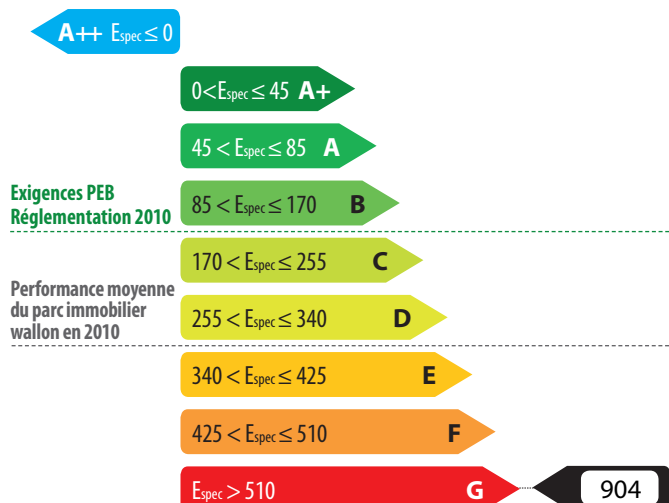 A++ Espec ≤ 0
0<Espec ≤ 45 A+
45 < Espec ≤ 85 A
Exigences PEB
Réglementation 2010
85 < Espec ≤ 170 B
170 < Espec ≤ 255 C
Performance moyenne
du parc immobilier
wallon en 2010
255 < Espec ≤ 340 D
340 < Espec ≤ 425 E
425 < Espec ≤ 510 F
Espec > 510 G
904